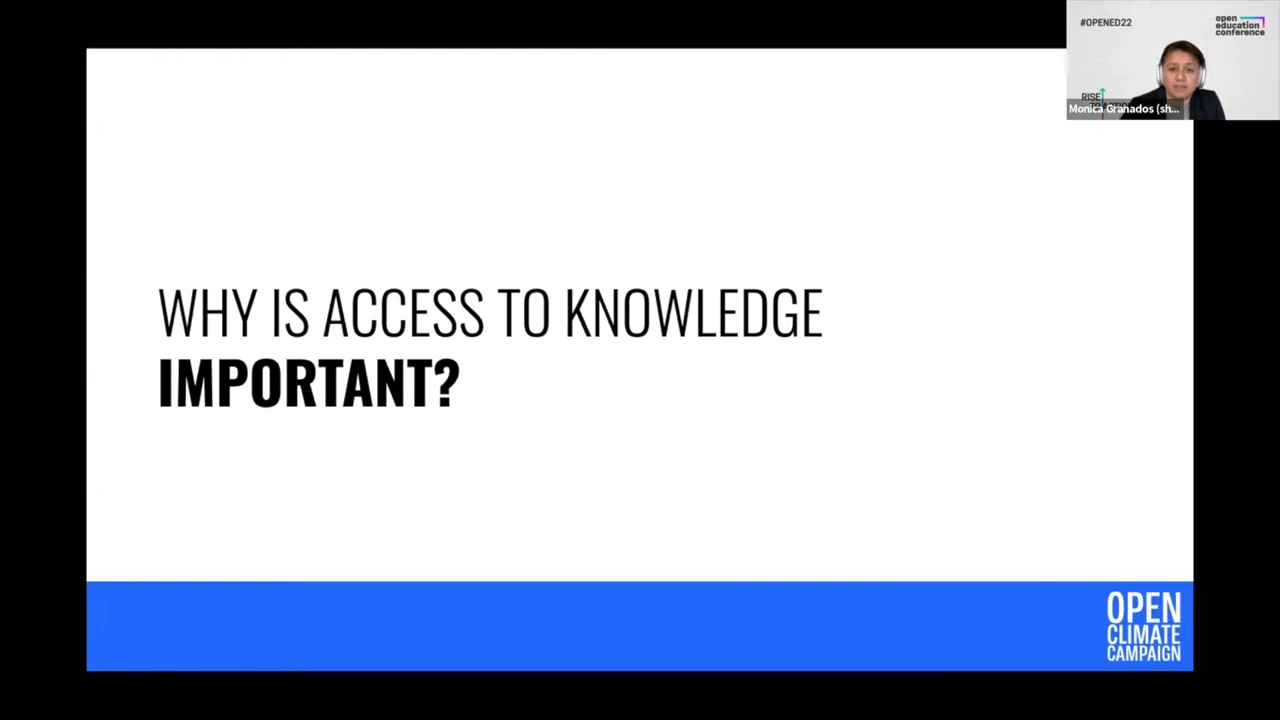 #OPENED22
open
education
conference
RISE
Monica Granados (sh...
WHY IS ACCESS TO KNOWLEDGE
IMPORTANT?
OPEN
CLIMATE
CAMPAIGN